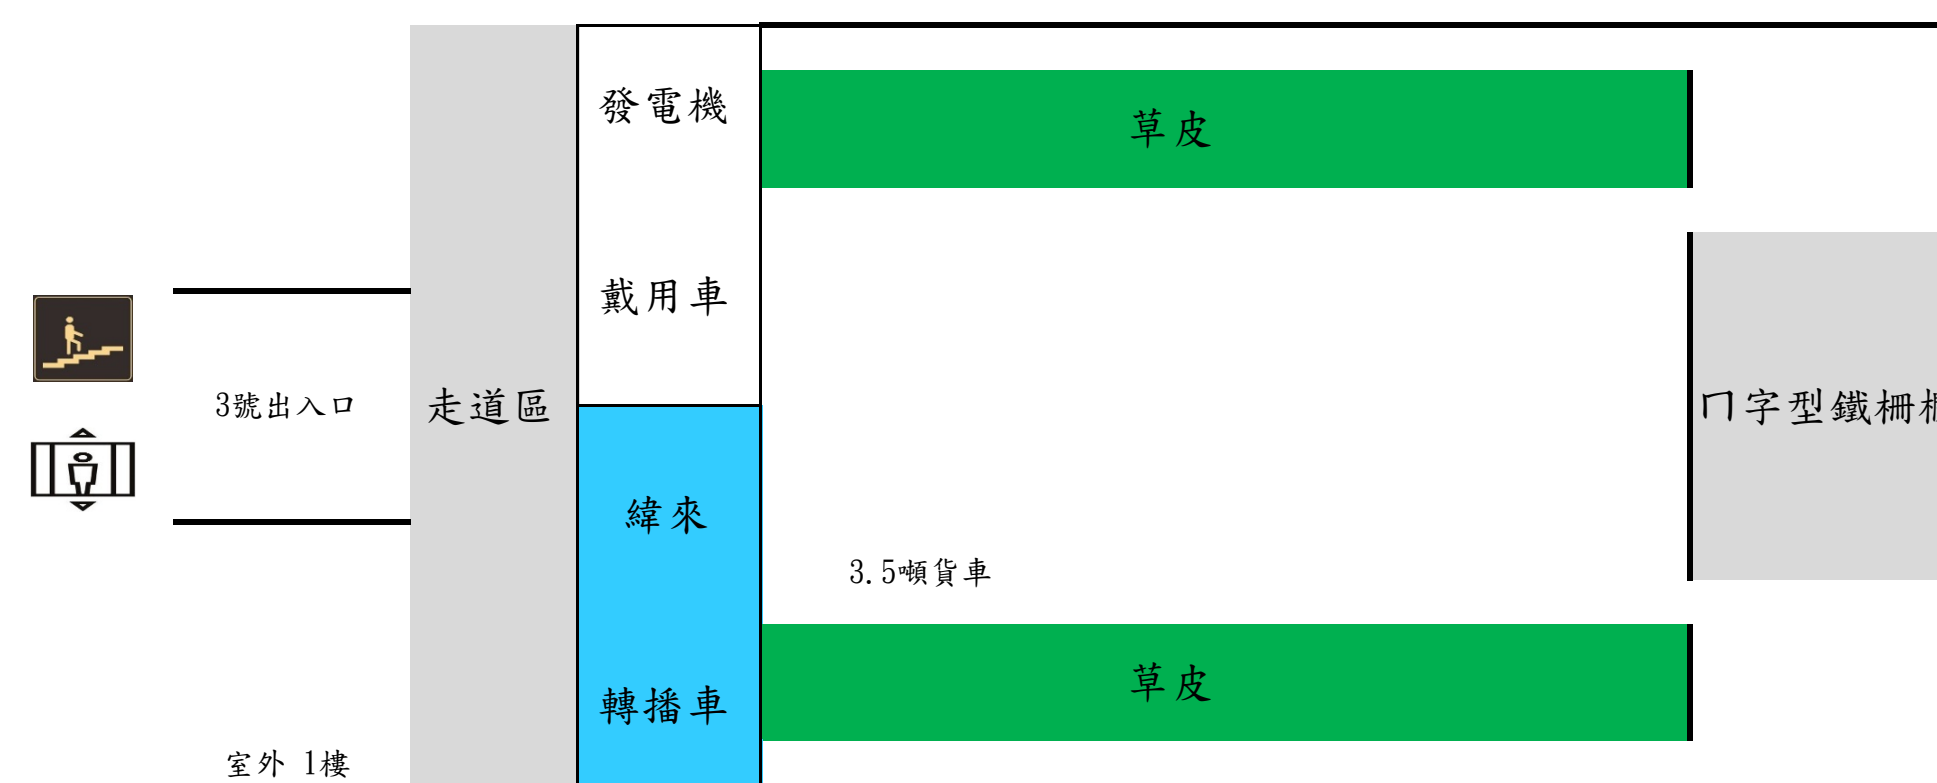 發電機
草皮
戴用車
3號出入口
走道區
冂字型鐵柵
緯來
3.5噸貨車
草皮
轉播車
室外 1樓